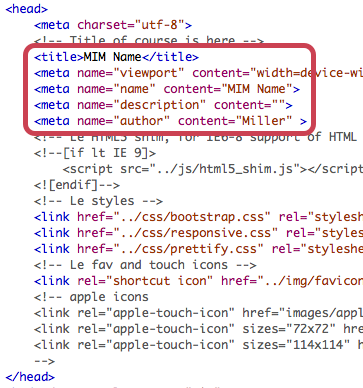 <head>
<meta charset="utf-8">
<!-- Title of course is here -->
<title>MIM Name</title>
<meta name="viewport" content="width=device-wi
<meta name="name" content="MIM Name">
<meta name="description" content="">
<meta name="author" content="Miller" >
<!-- Le HTML5 shim, for IE6-8 support of HTML
<!--[if lt IE 9]>
<script src="../js/html5_shim.js"></script>
<![endif]-->
<!-- Le styles -->
<link href="../css/bootstrap.css" rel="stylesh
<link href="../css/responsive.css" rel="styles
<link href="../css/prettify.css" rel="styleshe
<!-- Le fav and touch icons -->
<link rel="shortcut icon" href="../img/favicon
<!-- apple icons
<link rel="apple-touch-icon" href="images/appl
<link rel="apple-touch-icon" sizes="72x72" hre
<link rel="apple-touch-icon" sizes="114x114" h
-->
</head>